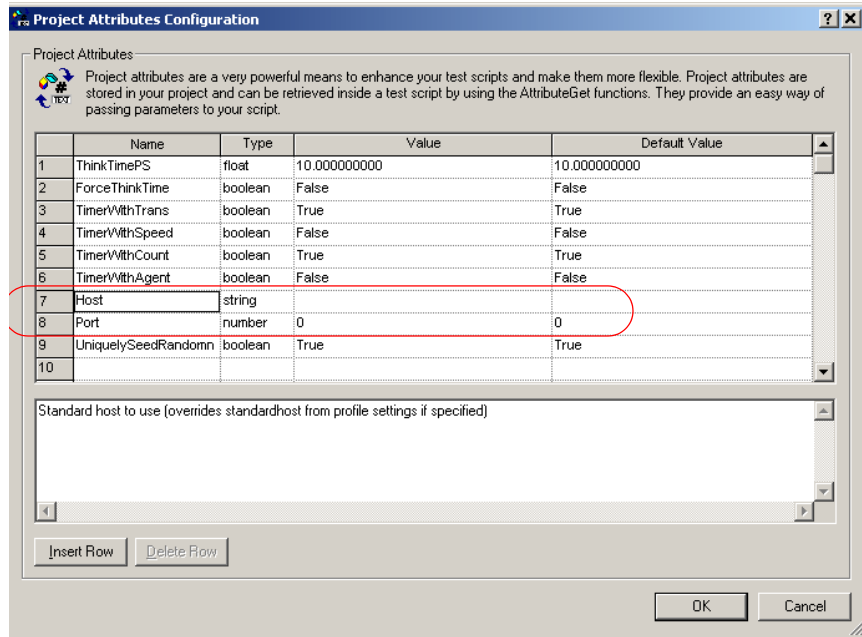 Project Attributes Configuration
Project Attributes
Project attributes are a very powerful means to enhance your test scripts and make them more flexible. Project attributes are
stored in your project and can be retrieved inside a test script by using the AttributeGet functions. They provide an easy way of
passing parameters to your script.
# TEXT
Name Type Value Default Value
1 ThinkTimePS float 10.000000000 10.000000000
2 ForceThinkTime boolean False False
3 TimerWithTrans boolean True True
4 TimerWithSpeed boolean False False
5 TimerWithCount boolean True True
6 TimerWithAgent boolean False False
7 Host string
8 Port number 0 0
9 UniquelySeedRandomn boolean True True
10
Standard host to use (overrides standardhost from profile settings if specified)
Insert Row Delete Row
OK Cancel